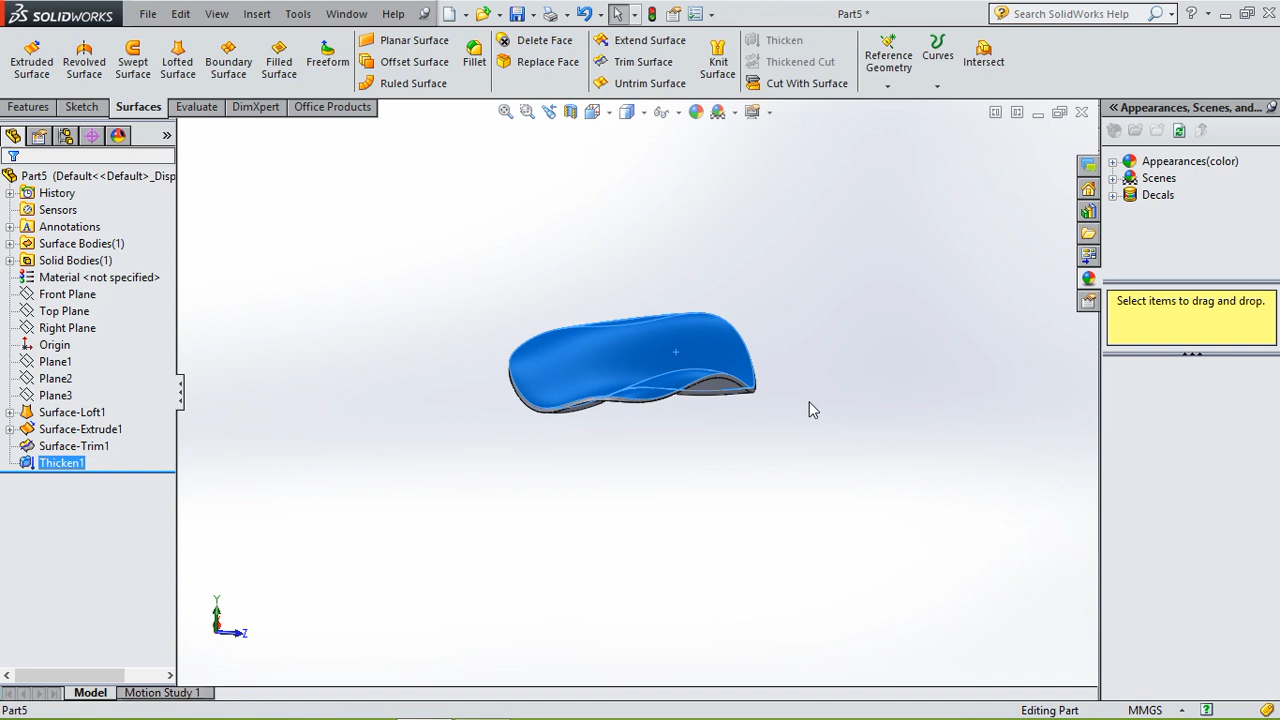 SOLIDWORKS
File Edit View Insert Tools Window Help
Part5 *
Search SolidWorks Help
Extruded Surface
Revolved Surface
Swept Surface
Lofted Surface
Boundary Surface
Filled Surface
Freeform
Planar Surface
Offset Surface
Ruled Surface
Fillet
Delete Face
Replace Face
Extend Surface
Trim Surface
Untrim Surface
Knit Surface
Thicken
Thickened Cut
Cut With Surface
Reference Geometry
Curves
Intersect
Features Sketch Surfaces Evaluate DimXpert Office Products
Appearances, Scenes, and...
Part5 (Default<<Default>_Disp
History
Sensors
Annotations
Surface Bodies(1)
Solid Bodies(1)
Material <not specified>
Front Plane
Top Plane
Right Plane
Origin
Plane1
Plane2
Plane3
Surface-Loft1
Surface-Extrude1
Surface-Trim1
Thicken1
Appearances(color)
Scenes
Decals
Select items to drag and drop.
Y
Z
Model Motion Study 1
Part5
Editing Part
MMGS